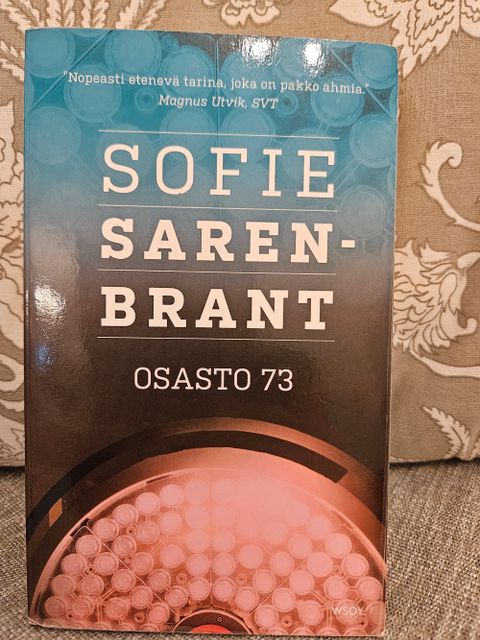 "Nopeasti etenevä tarina, joka on pakko ahmia."
Magnus Utvik, SVT
SOFIE
SAREN-
BRANT
OSASTO 73
WSOY